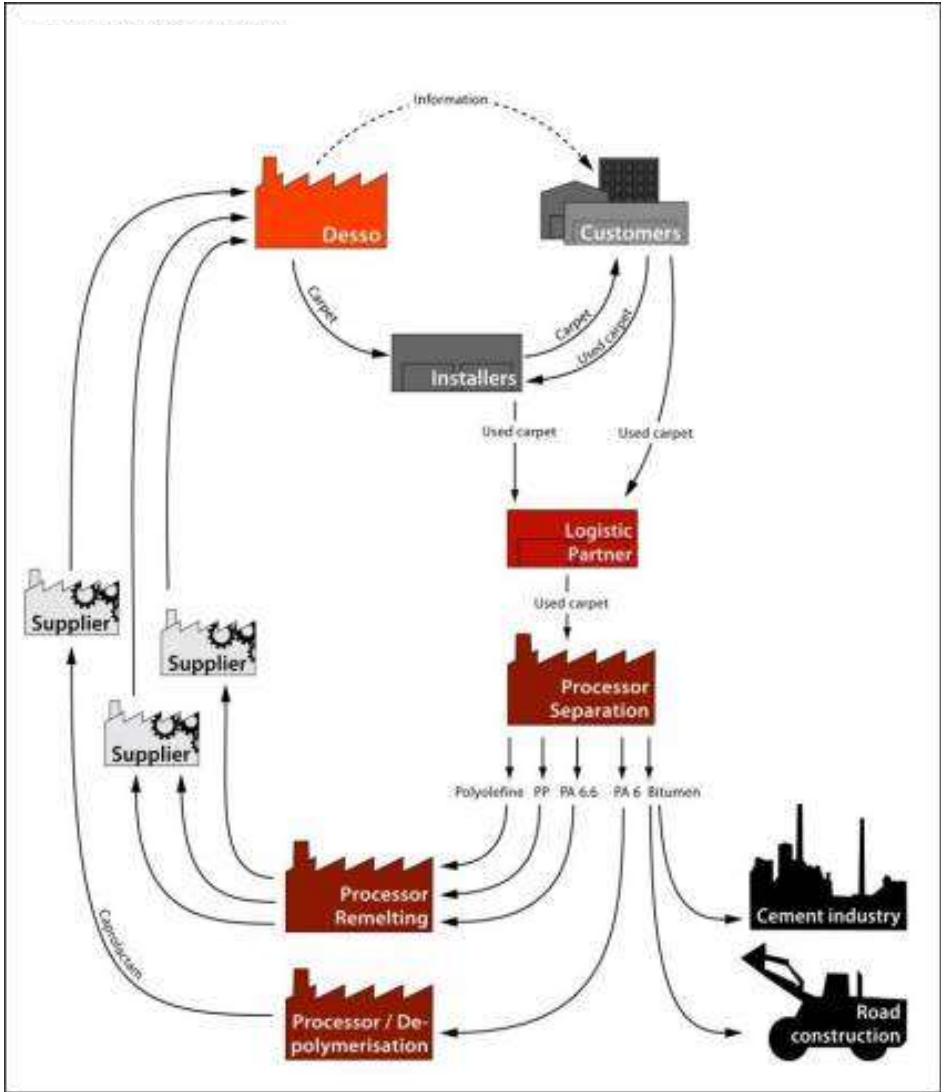 Information
Desso
Customers
Carpet
Carpet
Used carpet
Installers
Used carpet
Used carpet
Logistic
Partner
Used carpet
Supplier
Supplier
Processor
Separation
Supplier
Polyolefine PP PA 6.6 PA 6 Bitumen
Processor
Remelting
Cement industry
Caprolactam
Processor / De-
polymerisation
Road
construction